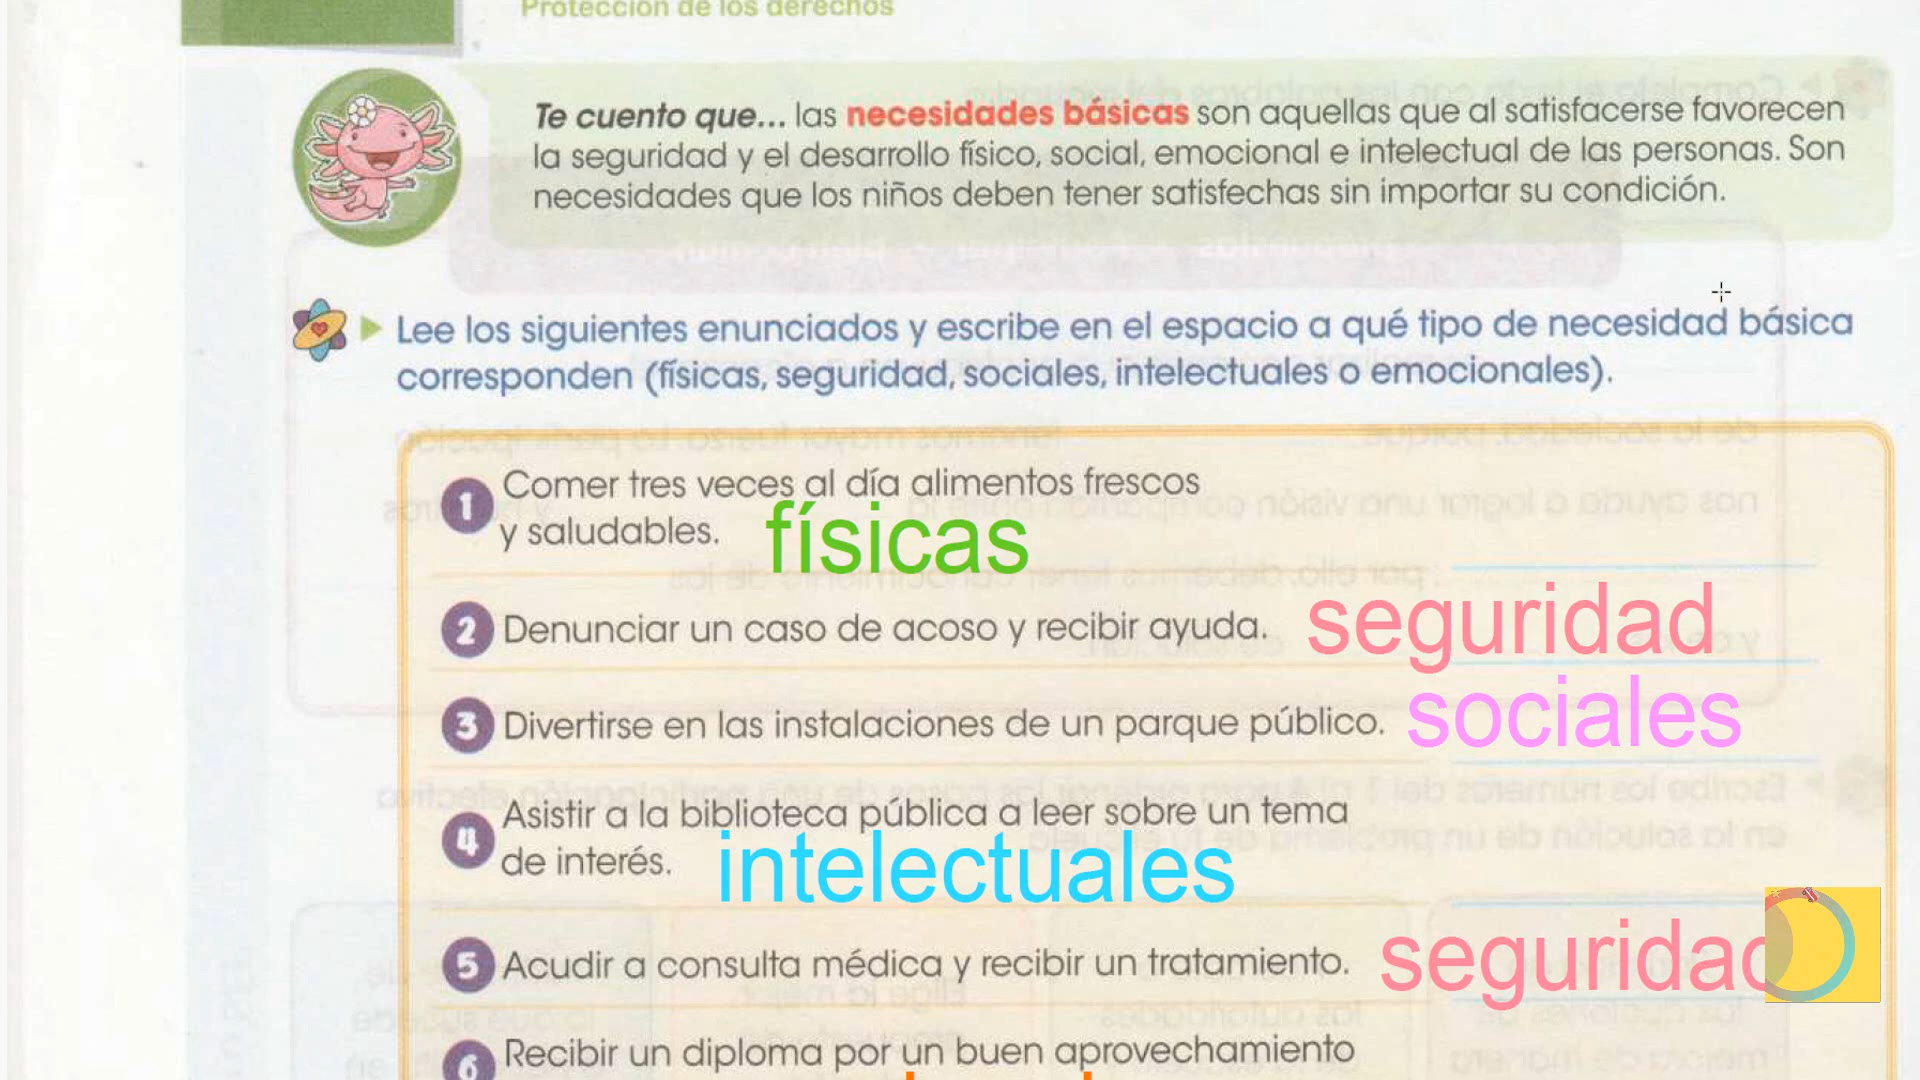 Protección de los derechos
Te cuento que... las necesidades básicas son aquellas que al satisfacerse favorecen
la seguridad y el desarrollo físico, social, emocional e intelectual de las personas. Son
necesidades que los niños deben tener satisfechas sin importar su condición.
Lee los siguientes enunciados y escribe en el espacio a qué tipo de necesidad básica
corresponden (físicas, seguridad, sociales, intelectuales o emocionales).
1 Comer tres veces al día alimentos frescos
y saludables. físicas
2 Denunciar un caso de acoso y recibir ayuda. seguridad
3 Divertirse en las instalaciones de un parque público. sociales
4 Asistir a la biblioteca pública a leer sobre un tema
de interés. intelectuales
5 Acudir a consulta médica y recibir un tratamiento. seguridad
6 Recibir un diploma por un buen aprovechamiento